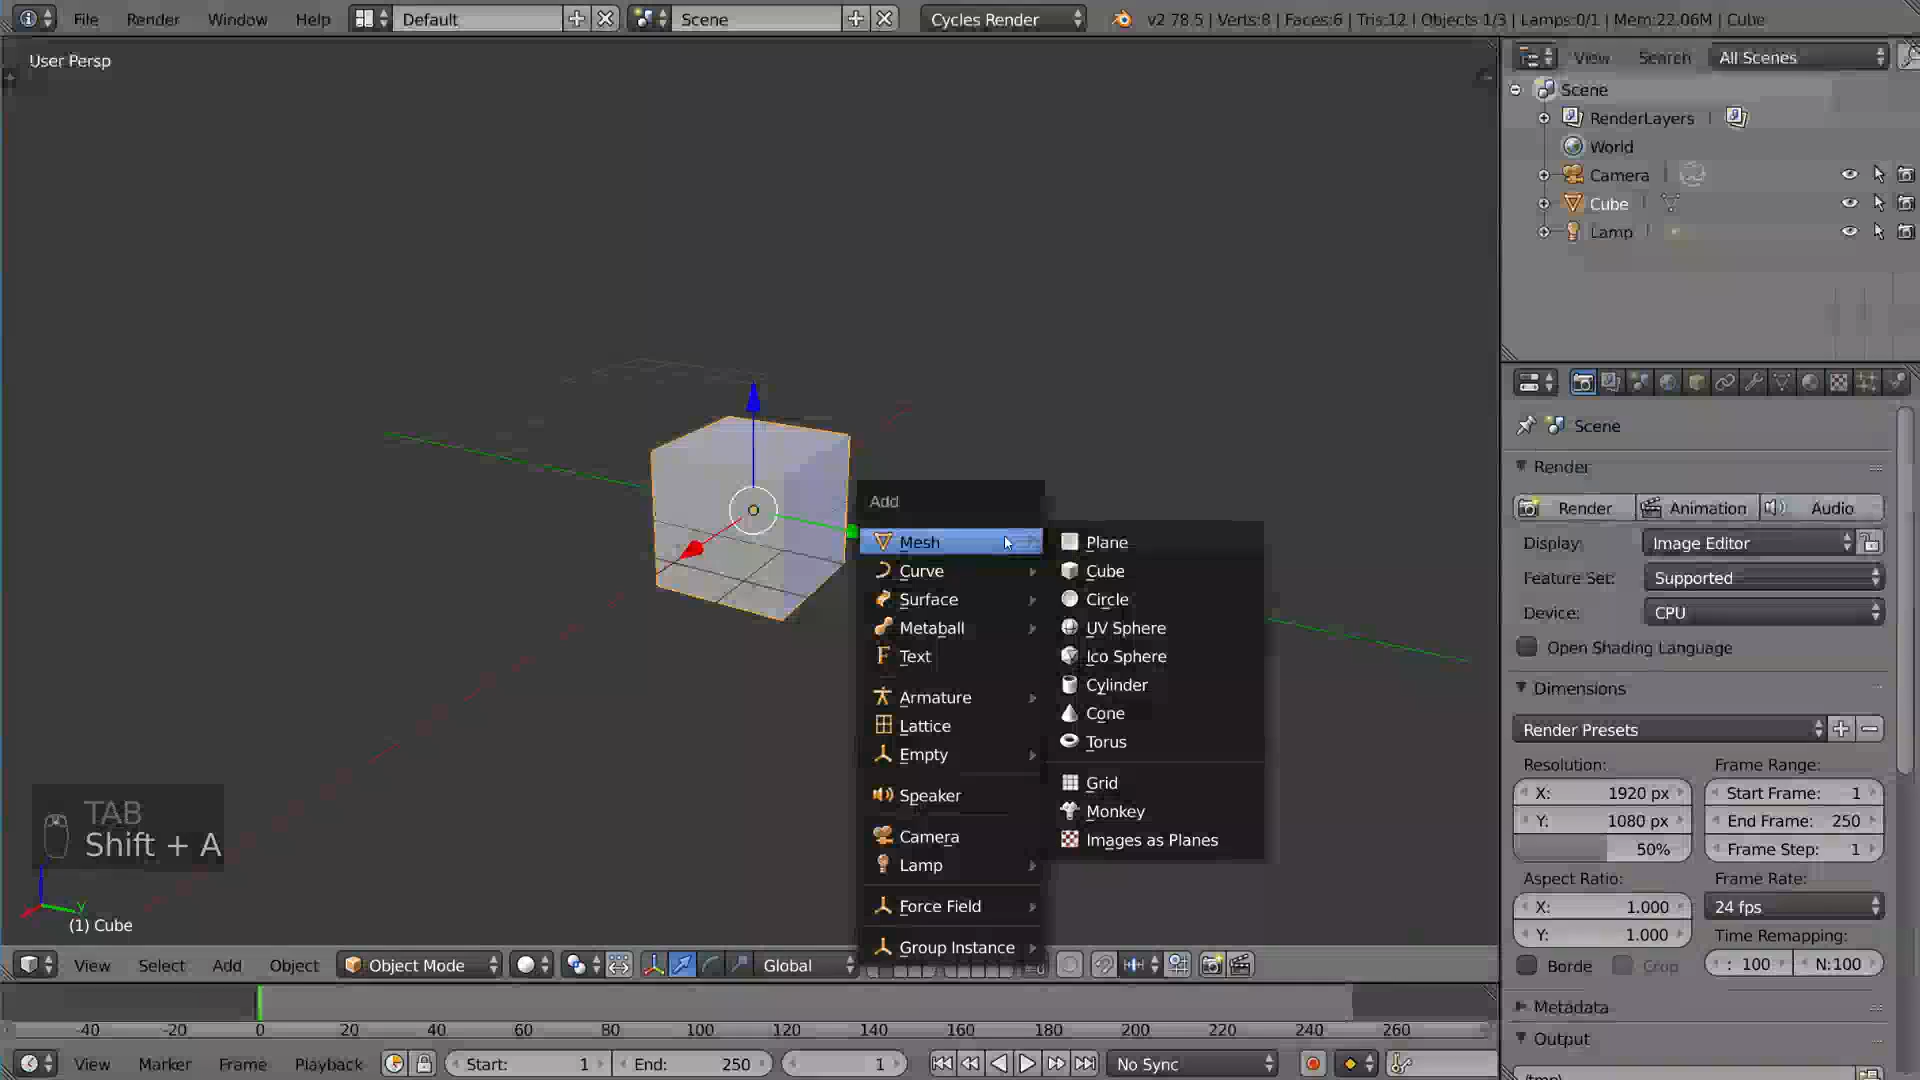 File Render Window Help Default Scene Cycles Render v2 78.5 | Verts:8 | Faces:6 | Tris:12 | Objects 1/3 | Lamps:0/1 | Mem:22.06M | Cube
User Persp
View Search All Scenes
Scene
RenderLayers
World
Camera
Cube
Lamp
Scene
Render
Render Animation Audio
Display: Image Editor
Feature Set: Supported
Device: CPU
Open Shading Language
Dimensions
Render Presets
Resolution: Frame Range:
X: 1920 px Start Frame: 1
Y: 1080 px End Frame: 250
50% Frame Step: 1
Aspect Ratio: Frame Rate:
X: 1.000 24 fps
Y: 1.000 Time Remapping:
Borde Crop : 100 N:100
Metadata
Output
/tmp\
Add
Mesh
Curve
Surface
Metaball
Text
Armature
Lattice
Empty
Speaker
Camera
Lamp
Force Field
Group Instance
Plane
Cube
Circle
UV Sphere
Ico Sphere
Cylinder
Cone
Torus
Grid
Monkey
Images as Planes
TAB
Shift + A
y
(1) Cube
View Select Add Object Object Mode Global
-40 -20 0 20 40 60 80 100 120 140 160 180 200 220 240 260
View Marker Frame Playback Start: 1 End: 250 1 No Sync